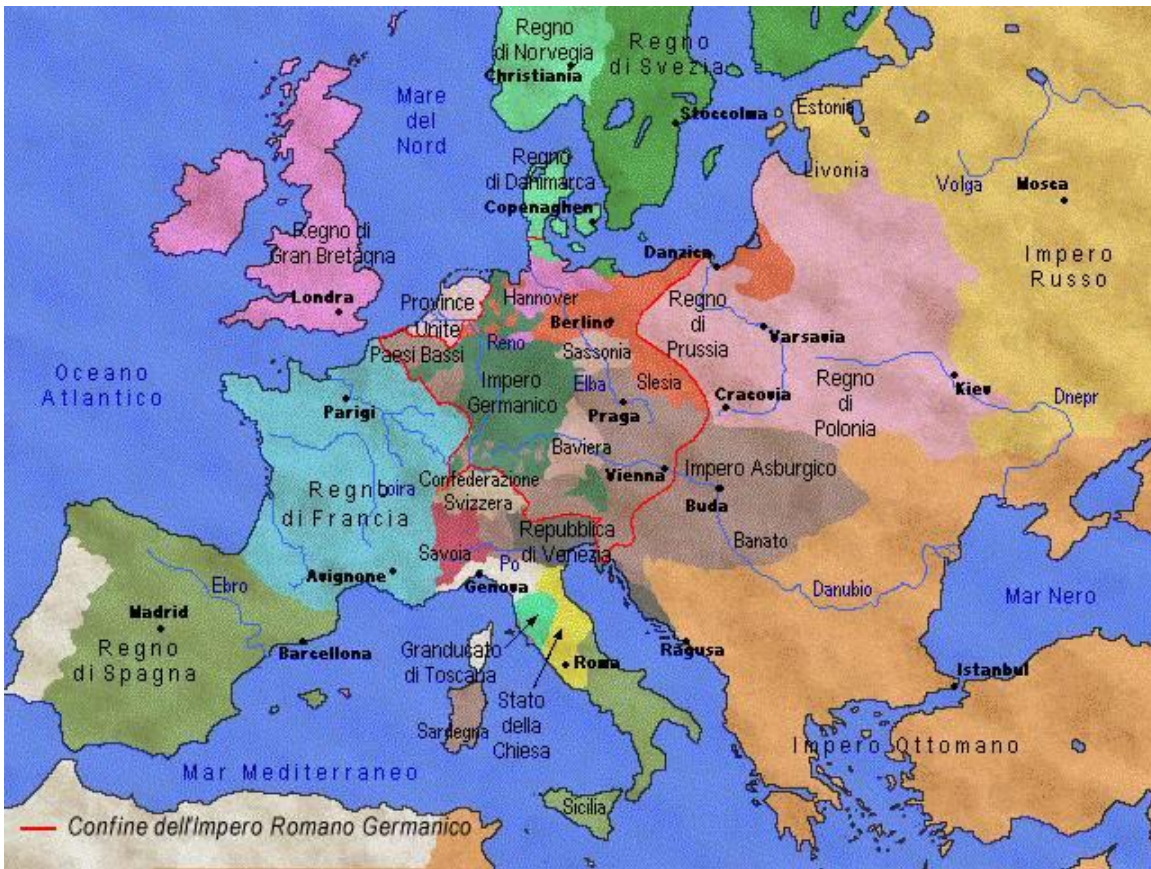 Regno
di Norvegia
Christiania
Regno
di Svezia
Stoccolma
Mare
del
Nord
Estonia
Livonia
Volga
Mosca
Impero
Russo
Regno
di Danimarca
Copenaghen
Regno di
Gran Bretagna
Londra
Danzica
Province
Unite
Hannover
Berlino
Regno
di
Prussia
Varsavia
Paesi Bassi
Reno
Sassonia
Oceano
Atlantico
Impero
Germanico
Elba
Slesia
Parigi
Praga
Cracovia
Regno
di
Polonia
Kiev
Dnepr
Baviera
Vienna
Impero Asburgico
Buda
Confederazione
Svizzera
Regno
di Francia
Loira
Repubblica
di Venezia
Banato
Savoia
Po
Avignone
Genova
Danubio
Mar Nero
Ebro
Madrid
Regno
di Spagna
Barcellona
Granducato
di Toscana
Roma
Ragusa
Istanbul
Stato
della
Chiesa
Sardegna
Impero Ottomano
Mar Mediterraneo
Sicilia
Confine dell'Impero Romano Germanico